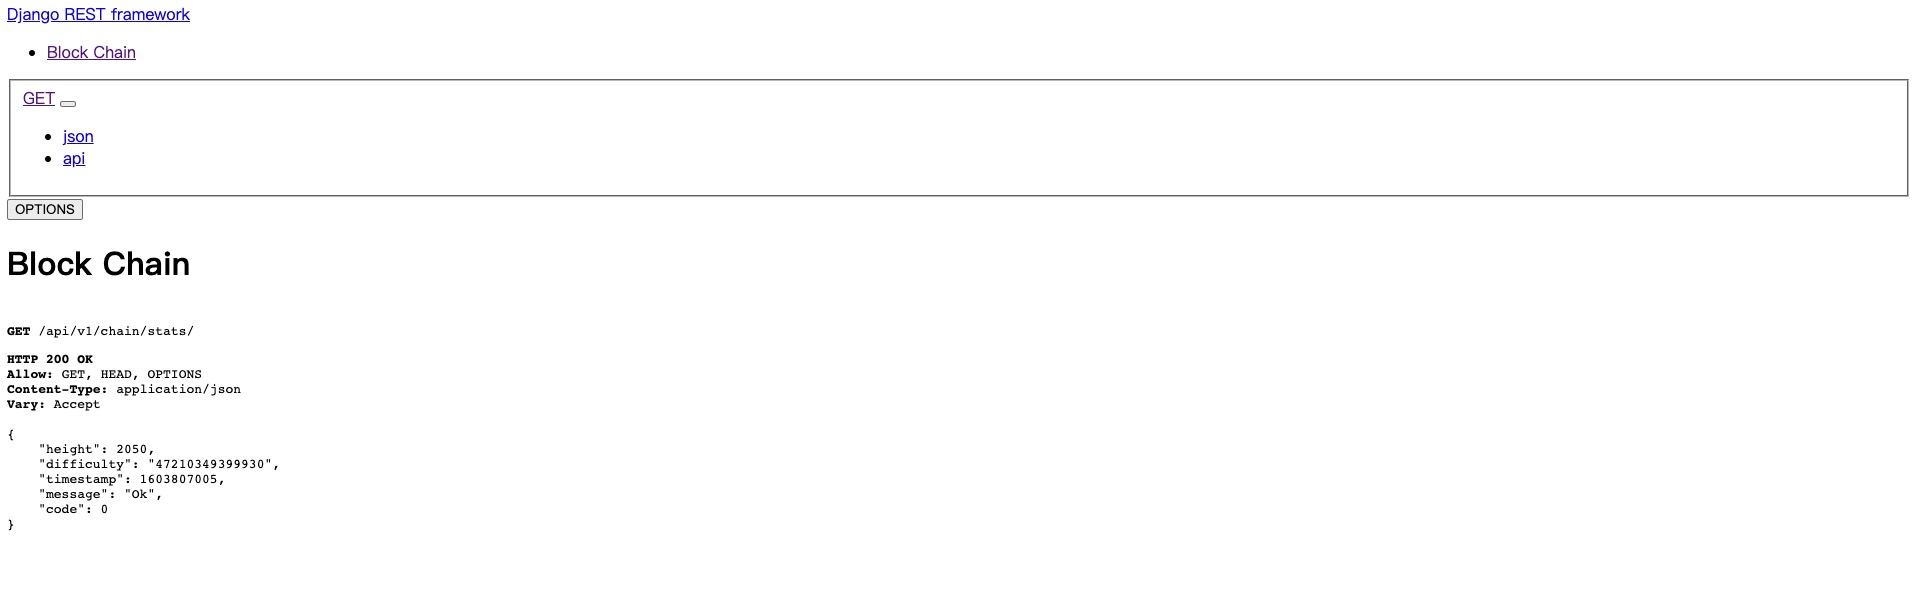 Django REST framework
Block Chain
GET
json
api
OPTIONS
Block Chain
GET /api/v1/chain/stats/
HTTP 200 OK
Allow: GET, HEAD, OPTIONS
Content-Type: application/json
Vary: Accept
{
    "height": 2050,
    "difficulty": "47210349399930",
    "timestamp": 1603807005,
    "message": "Ok",
    "code": 0
}